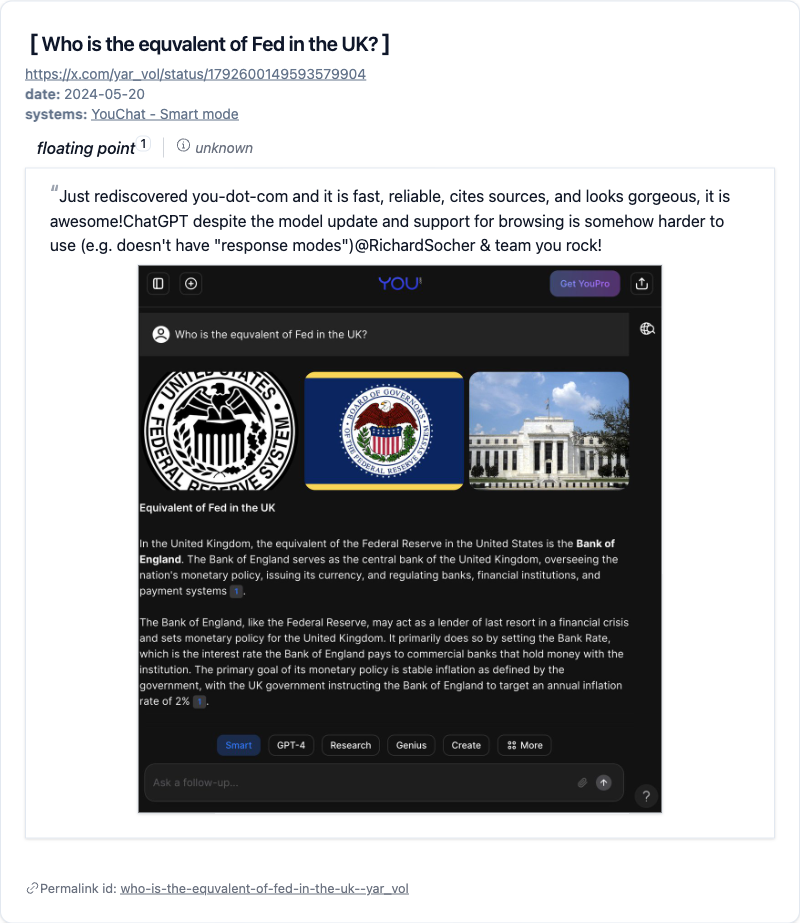 [ Who is the equvalent of Fed in the UK? ]
https://x.com/yar_vol/status/1792600149593579904
date: 2024-05-20
systems: YouChat - Smart mode
floating point 1 unknown
“Just rediscovered you-dot-com and it is fast, reliable, cites sources, and looks gorgeous, it is
awesome!ChatGPT despite the model update and support for browsing is somehow harder to
use (e.g. doesn't have "response modes")@RichardSocher & team you rock!
YOU Get YouPro
Who is the equvalent of Fed in the UK?
UNITED STATES FEDERAL RESERVE SYSTEM
BOARD OF GOVERNORS OF THE FEDERAL RESERVE SYSTEM
Equivalent of Fed in the UK
In the United Kingdom, the equivalent of the Federal Reserve in the United States is the Bank of
England. The Bank of England serves as the central bank of the United Kingdom, overseeing the
nation's monetary policy, issuing its currency, and regulating banks, financial institutions, and
payment systems 1 .
The Bank of England, like the Federal Reserve, may act as a lender of last resort in a financial crisis
and sets monetary policy for the United Kingdom. It primarily does so by setting the Bank Rate,
which is the interest rate the Bank of England pays to commercial banks that hold money with the
institution. The primary goal of its monetary policy is stable inflation as defined by the
government, with the UK government instructing the Bank of England to target an annual inflation
rate of 2% 1 .
Smart GPT-4 Research Genius Create More
Ask a follow-up...
?
Permalink id: who-is-the-equvalent-of-fed-in-the-uk--yar_vol